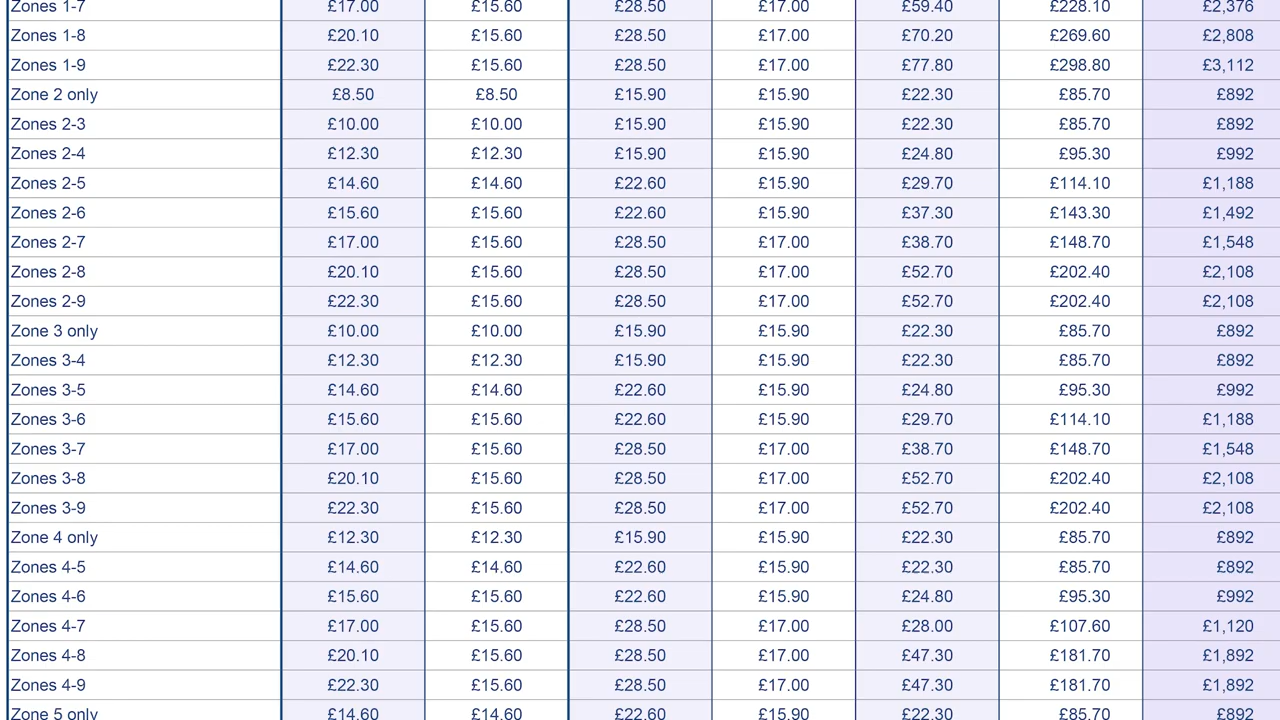 Zones 1-7 £17.00 £15.60 £28.50 £17.00 £59.40 £228.10 £2,376
Zones 1-8 £20.10 £15.60 £28.50 £17.00 £70.20 £269.60 £2,808
Zones 1-9 £22.30 £15.60 £28.50 £17.00 £77.80 £298.80 £3,112
Zone 2 only £8.50 £8.50 £15.90 £15.90 £22.30 £85.70 £892
Zones 2-3 £10.00 £10.00 £15.90 £15.90 £22.30 £85.70 £892
Zones 2-4 £12.30 £12.30 £15.90 £15.90 £24.80 £95.30 £992
Zones 2-5 £14.60 £14.60 £22.60 £15.90 £29.70 £114.10 £1,188
Zones 2-6 £15.60 £15.60 £22.60 £15.90 £37.30 £143.30 £1,492
Zones 2-7 £17.00 £15.60 £28.50 £17.00 £38.70 £148.70 £1,548
Zones 2-8 £20.10 £15.60 £28.50 £17.00 £52.70 £202.40 £2,108
Zones 2-9 £22.30 £15.60 £28.50 £17.00 £52.70 £202.40 £2,108
Zone 3 only £10.00 £10.00 £15.90 £15.90 £22.30 £85.70 £892
Zones 3-4 £12.30 £12.30 £15.90 £15.90 £22.30 £85.70 £892
Zones 3-5 £14.60 £14.60 £22.60 £15.90 £24.80 £95.30 £992
Zones 3-6 £15.60 £15.60 £22.60 £15.90 £29.70 £114.10 £1,188
Zones 3-7 £17.00 £15.60 £28.50 £17.00 £38.70 £148.70 £1,548
Zones 3-8 £20.10 £15.60 £28.50 £17.00 £52.70 £202.40 £2,108
Zones 3-9 £22.30 £15.60 £28.50 £17.00 £52.70 £202.40 £2,108
Zone 4 only £12.30 £12.30 £15.90 £15.90 £22.30 £85.70 £892
Zones 4-5 £14.60 £14.60 £22.60 £15.90 £22.30 £85.70 £892
Zones 4-6 £15.60 £15.60 £22.60 £15.90 £24.80 £95.30 £992
Zones 4-7 £17.00 £15.60 £28.50 £17.00 £28.00 £107.60 £1,120
Zones 4-8 £20.10 £15.60 £28.50 £17.00 £47.30 £181.70 £1,892
Zones 4-9 £22.30 £15.60 £28.50 £17.00 £47.30 £181.70 £1,892
Zone 5 only £14.60 £14.60 £22.60 £15.90 £22.30 £85.70 £892